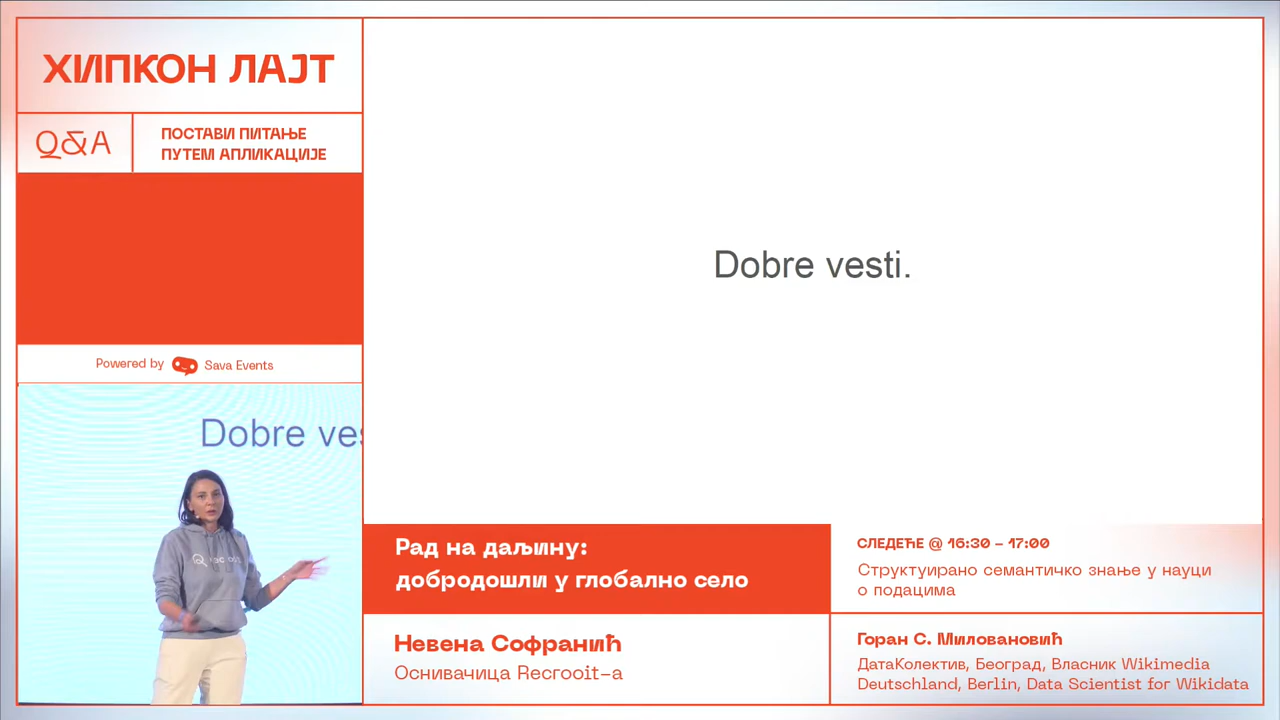 ХИПКОН ЛАЈТ
Q&A
ПОСТАВИ ПИТАЊЕ
ПУТЕМ АПЛИКАЦИЈЕ
Powered by Sava Events
Dobre
Dobre vesti.
Рад на даљину:
добродошли у глобално село
Невена Софранић
Оснивачица Recrooit-a
СЛЕДЕЋЕ @ 16:30 - 17:00
Структуирано семантичко знање у науци
о подацима
Горан С. Миловановић
ДатаКолектив, Београд, Власник Wikimedia
Deutschland, Berlin, Data Scientist for Wikidata